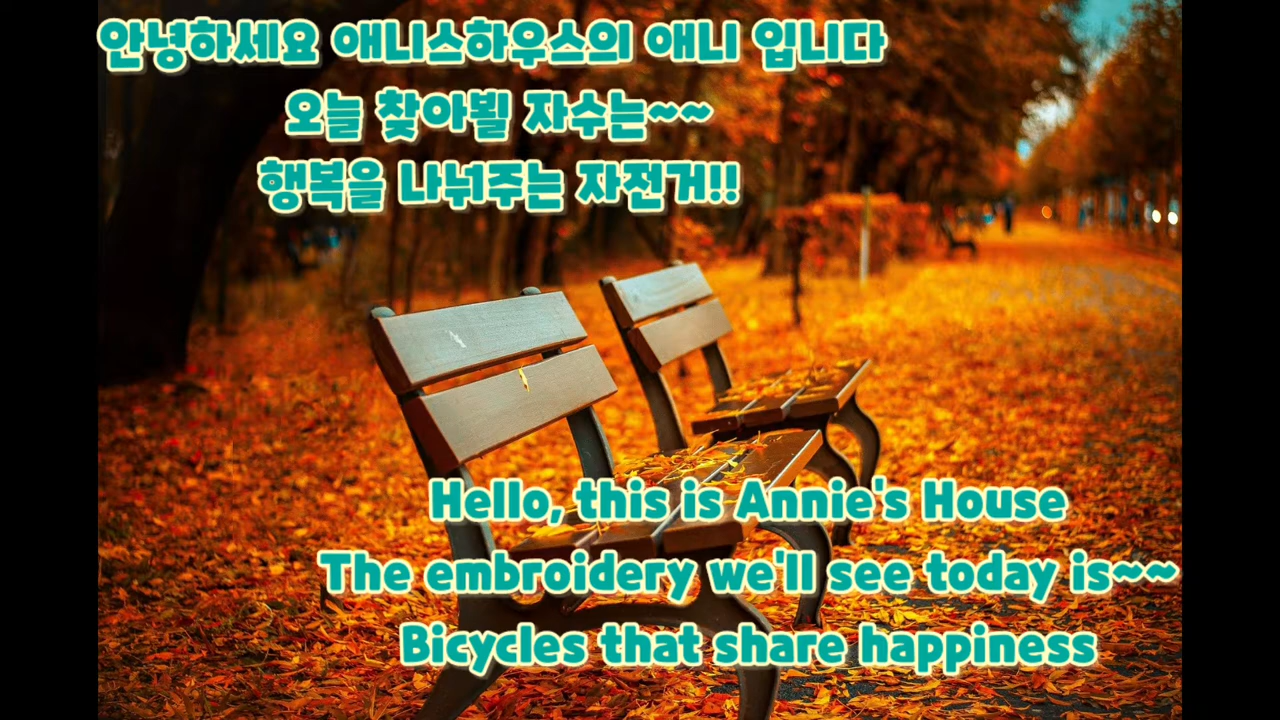 안녕하세요 애니스하우스의 애니 입니다
오늘 찾아뵐 자수는~~
행복을 나눠주는 자전거!!
Hello, this is Annie's House
The embroidery we'll see today is~~
Bicycles that share happiness